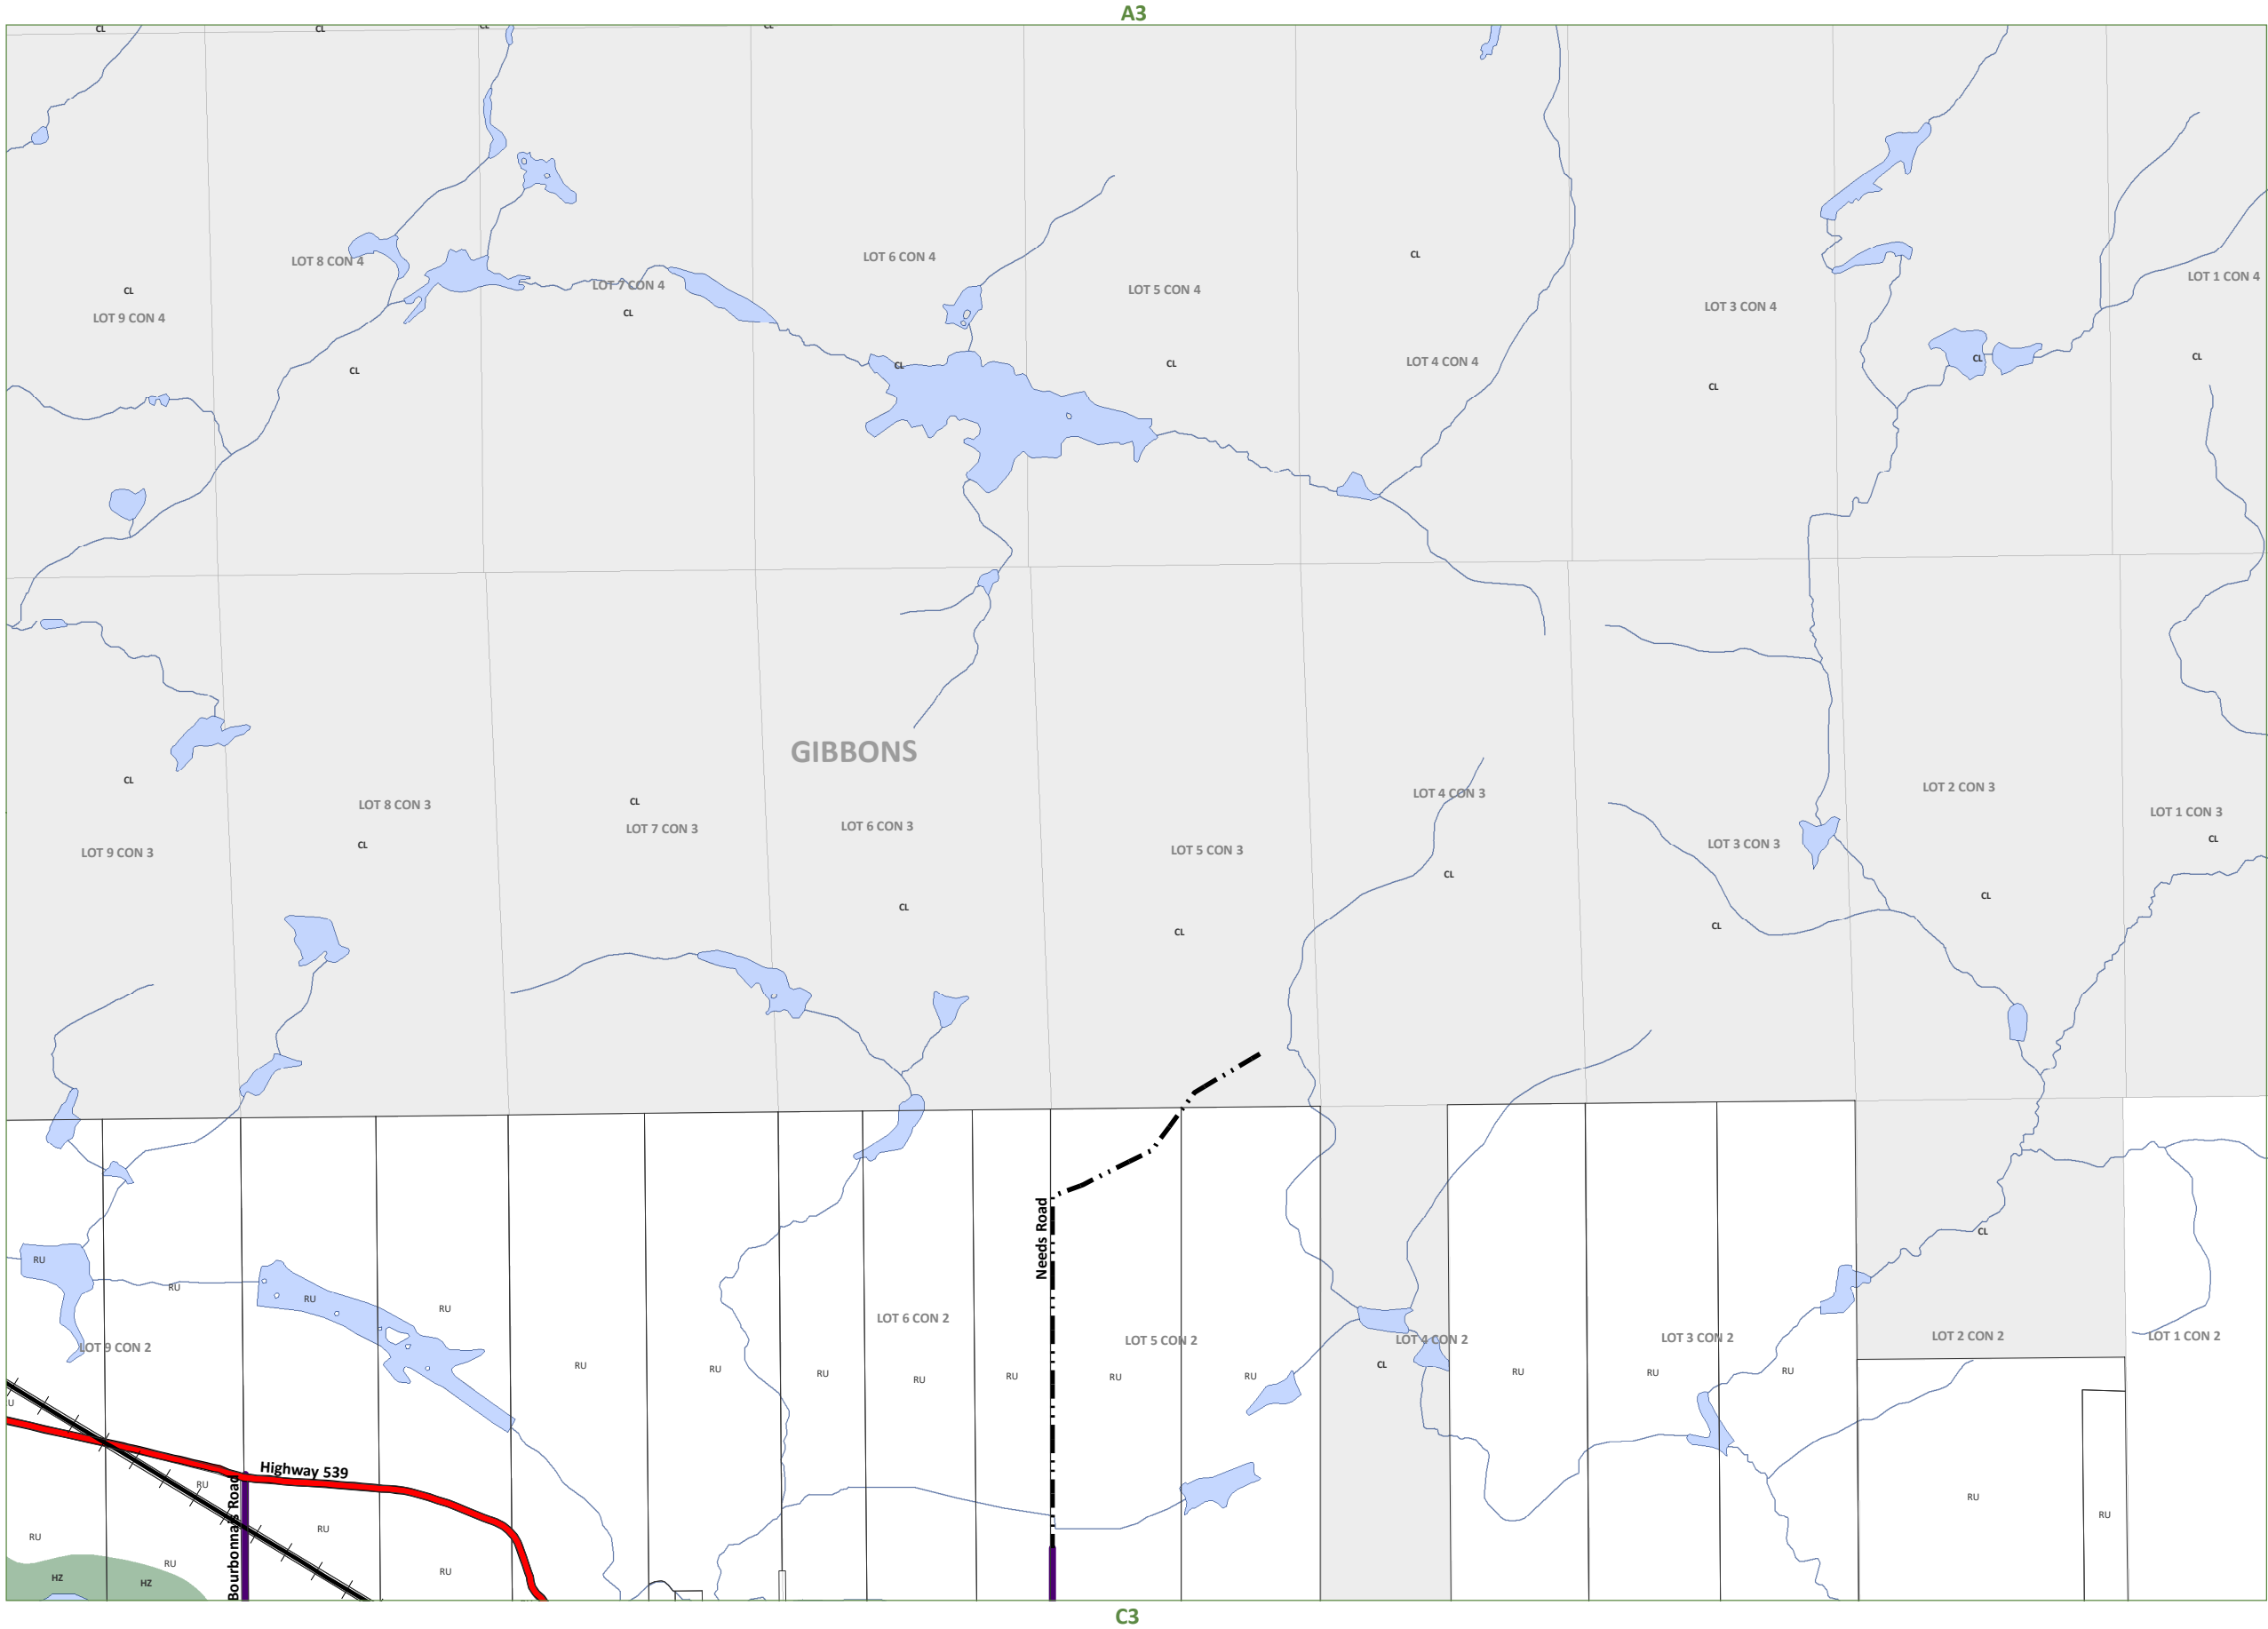 A3
CL
CL
CL
CL
CL
LOT 6 CON 4
LOT 8 CON 4
LOT 1 CON 4
LOT 7 CON 4
CL
LOT 5 CON 4
LOT 3 CON 4
CL
LOT 9 CON 4
CL
CL
CL
CL
LOT 4 CON 4
CL
CL
CL
GIBBONS
CL
LOT 2 CON 3
LOT 4 CON 3
CL
LOT 8 CON 3
LOT 1 CON 3
LOT 6 CON 3
LOT 7 CON 3
CL
CL
LOT 3 CON 3
LOT 5 CON 3
LOT 9 CON 3
CL
CL
CL
CL
CL
Needs Road
CL
RU
RU
RU
RU
LOT 6 CON 2
LOT 5 CON 2
LOT 4 CON 2
LOT 3 CON 2
LOT 2 CON 2
LOT 1 CON 2
LOT 9 CON 2
RU
RU
CL
RU
RU
RU
RU
RU
RU
RU
RU
RU
Highway 539
Bourbonnais Road
RU
RU
RU
RU
RU
RU
RU
HZ
HZ
C3